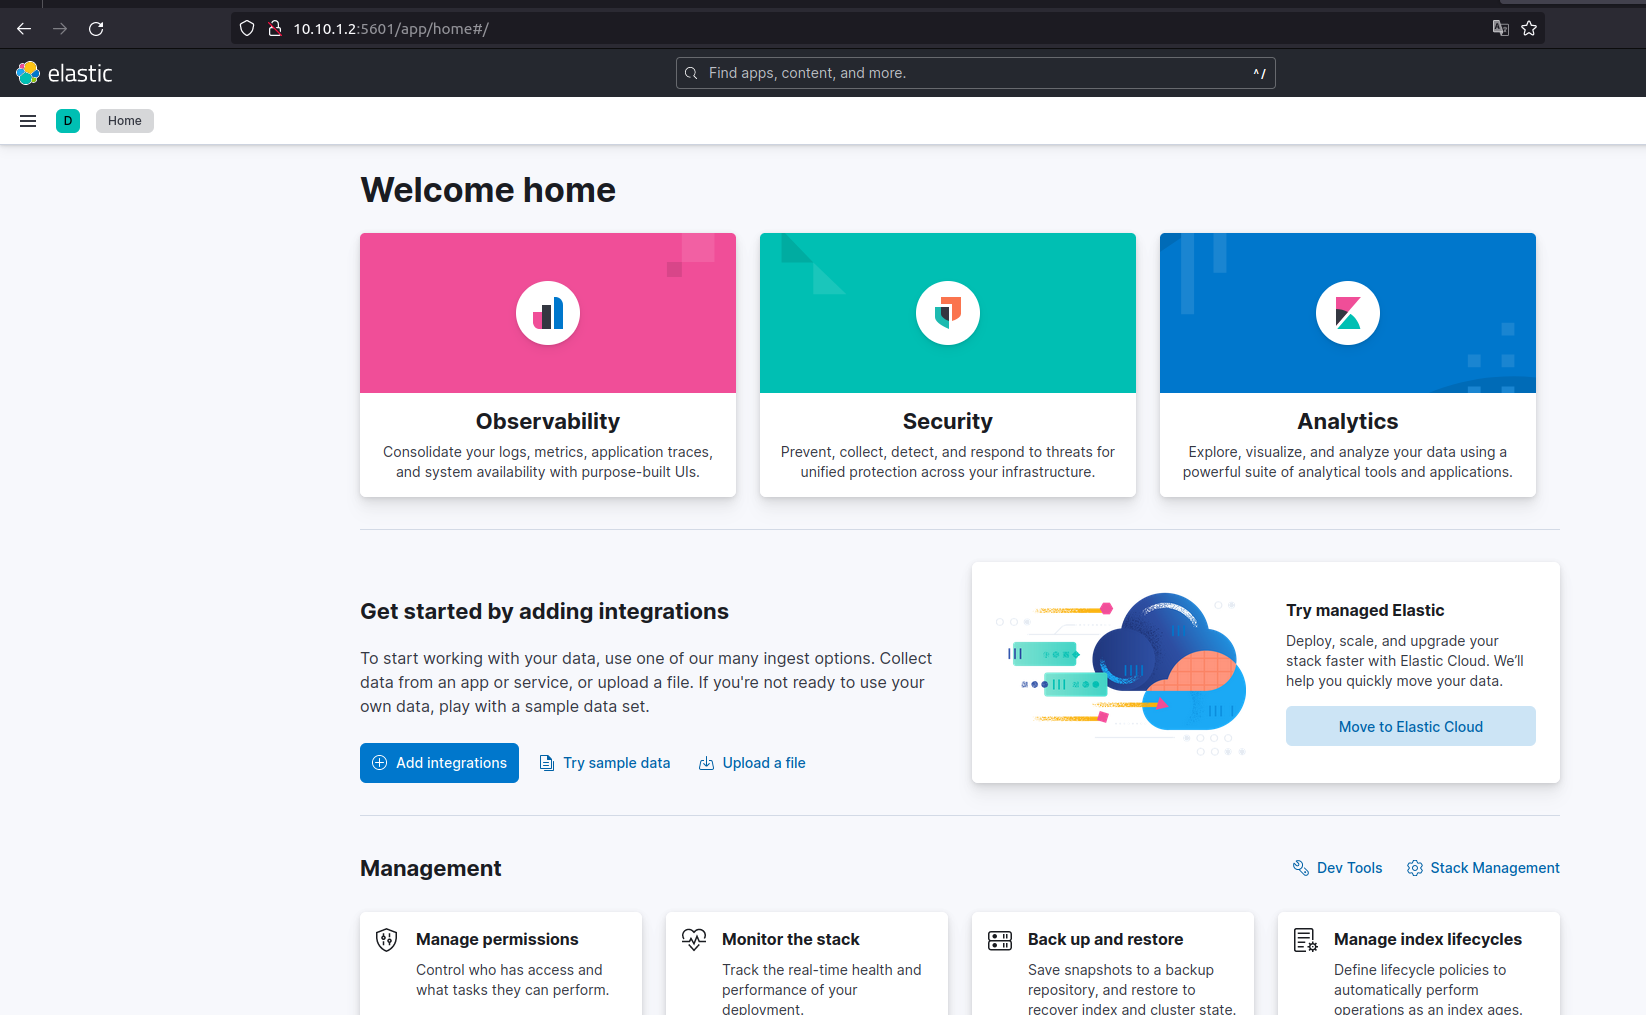 10.10.1.2:5601/app/home#/
elastic
Find apps, content, and more.
^/
D
Home
Welcome home
Observability
Consolidate your logs, metrics, application traces,
and system availability with purpose-built UIs.
Security
Prevent, collect, detect, and respond to threats for
unified protection across your infrastructure.
Analytics
Explore, visualize, and analyze your data using a
powerful suite of analytical tools and applications.
Get started by adding integrations
To start working with your data, use one of our many ingest options. Collect
data from an app or service, or upload a file. If you're not ready to use your
own data, play with a sample data set.
Add integrations
Try sample data
Upload a file
Try managed Elastic
Deploy, scale, and upgrade your
stack faster with Elastic Cloud. We’ll
help you quickly move your data.
Move to Elastic Cloud
Management
Dev Tools
Stack Management
Manage permissions
Control who has access and
what tasks they can perform.
Monitor the stack
Track the real-time health and
performance of your
deployment.
Back up and restore
Save snapshots to a backup
repository, and restore to
recover index and cluster state.
Manage index lifecycles
Define lifecycle policies to
automatically perform
operations as an index ages.